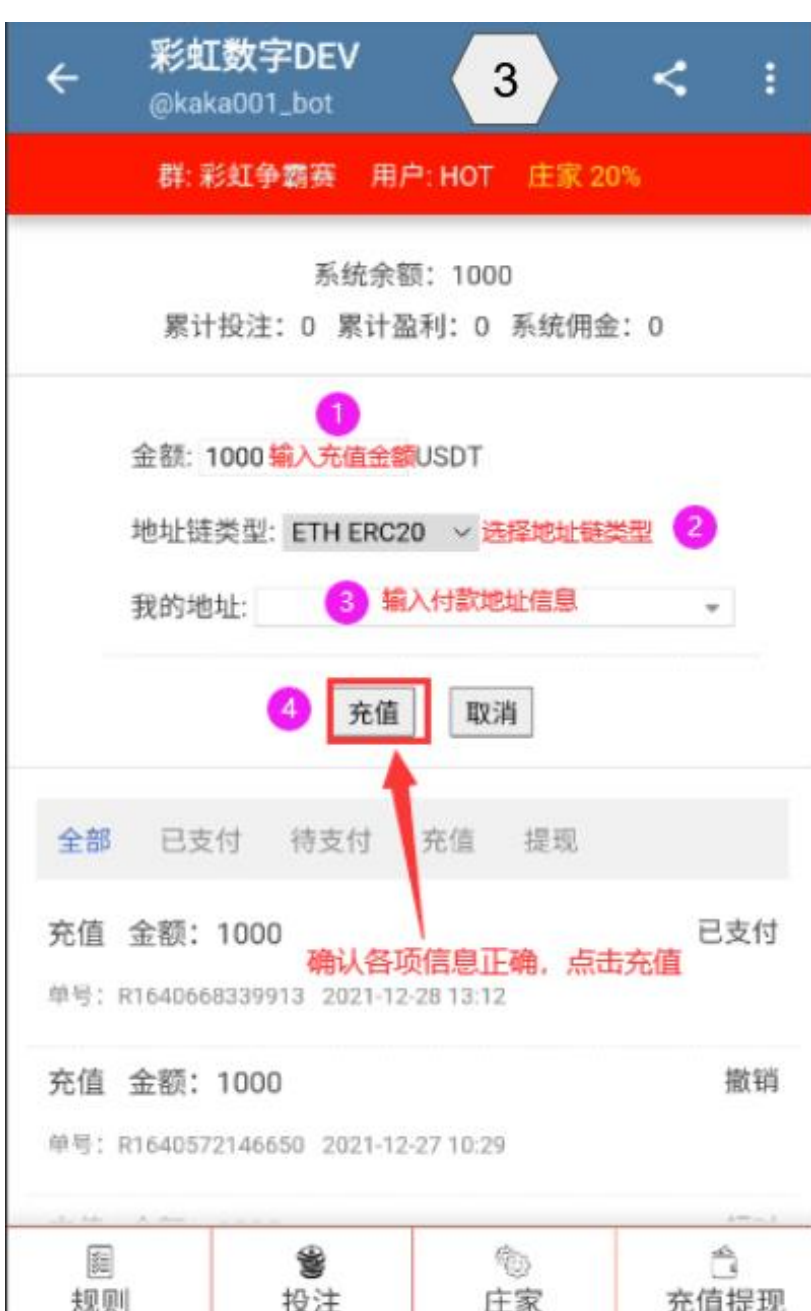 彩虹数字DEV
@kaka001_bot
3
群: 彩虹争霸赛 用户: HOT 庄家 20%
系统余额：1000
累计投注：0 累计盈利：0 系统佣金：0
1
金额: 1000 输入充值金额USDT
地址链类型: ETH ERC20 选择地址链类型 2
我的地址: 3 输入付款地址信息
4 充值 取消
全部 已支付 待支付 充值 提现
充值 金额：1000 已支付
确认各项信息正确，点击充值
单号：R1640668339913 2021-12-28 13:12
充值 金额：1000 撤销
单号：R1640572146650 2021-12-27 10:29
规则 投注 庄家 充值提现